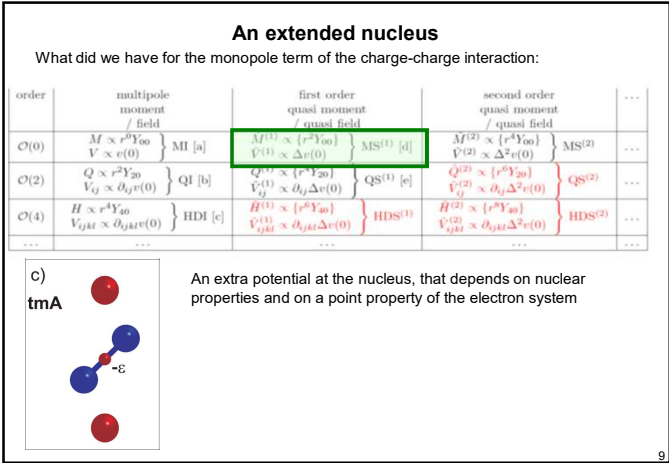 An extended nucleus
What did we have for the monopole term of the charge-charge interaction:
order multipole moment / field first order quasi moment / quasi field second order quasi moment / quasi field ...
O(0) M ∝ r⁰Y₀₀ V ∝ v(0) } MI [a] M̃⁽¹⁾ ∝ {r²Y₀₀} Ṽ⁽¹⁾ ∝ Δv(0) } MS⁽¹⁾ [d] M̃⁽²⁾ ∝ {r⁴Y₀₀} Ṽ⁽²⁾ ∝ Δ²v(0) } MS⁽²⁾ ...
O(2) Q ∝ r²Y₂₀ Vᵢⱼ ∝ ∂ᵢⱼv(0) } QI [b] Q̃⁽¹⁾ ∝ {r⁴Y₂₀} Ṽᵢⱼ⁽¹⁾ ∝ ∂ᵢⱼΔv(0) } QS⁽¹⁾ [e] Q̃⁽²⁾ ∝ {r⁶Y₂₀} Ṽᵢⱼ⁽²⁾ ∝ ∂ᵢⱼΔ²v(0) } QS⁽²⁾ ...
O(4) H ∝ r⁴Y₄₀ Vᵢⱼₖₗ ∝ ∂ᵢⱼₖₗv(0) } HDI [c] H̃⁽¹⁾ ∝ {r⁶Y₄₀} Ṽᵢⱼₖₗ⁽¹⁾ ∝ ∂ᵢⱼₖₗΔv(0) } HDS⁽¹⁾ H̃⁽²⁾ ∝ {r⁸Y₄₀} Ṽᵢⱼₖₗ⁽²⁾ ∝ ∂ᵢⱼₖₗΔ²v(0) } HDS⁽²⁾ ...
... ... ... ... ...
c)
tmA
-ε
An extra potential at the nucleus, that depends on nuclear
properties and on a point property of the electron system
9